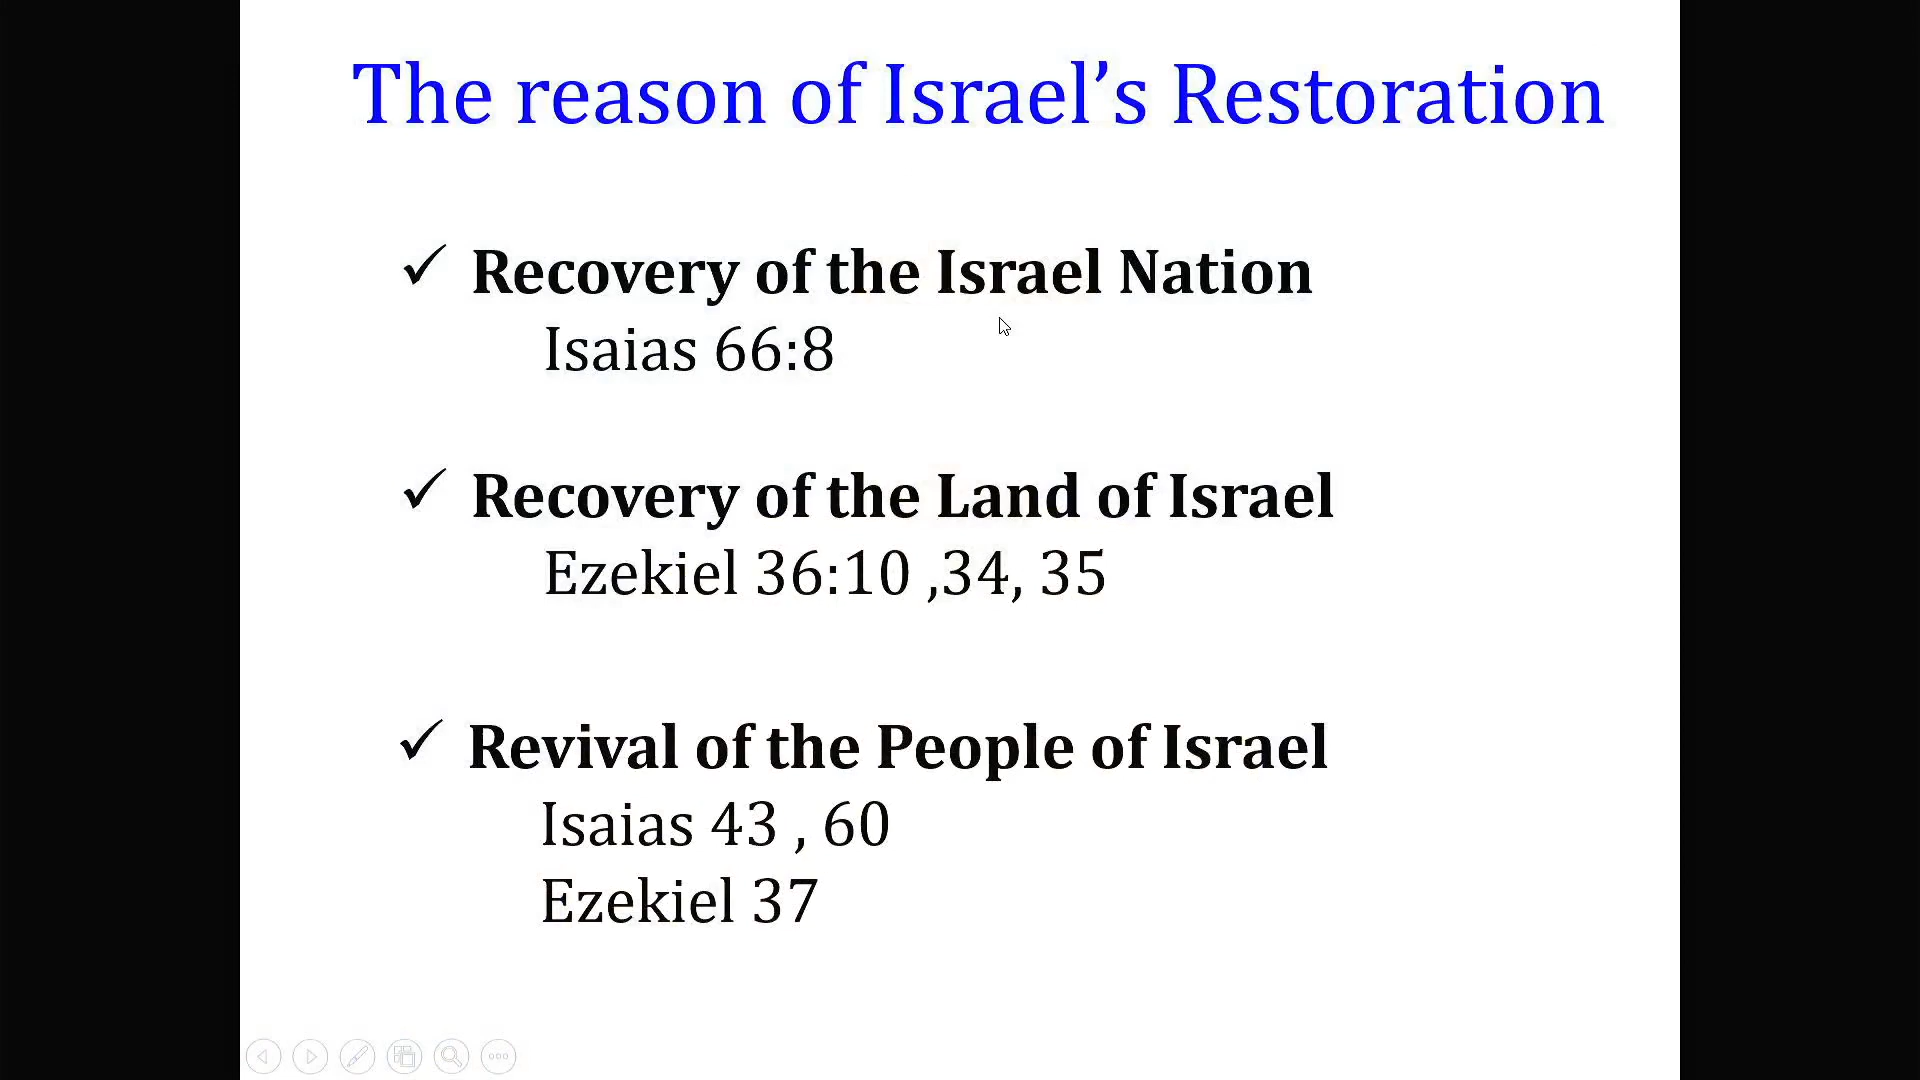 The reason of Israel’s Restoration
✓ Recovery of the Israel Nation
Isaias 66:8
✓ Recovery of the Land of Israel
Ezekiel 36:10 ,34, 35
✓ Revival of the People of Israel
Isaias 43 , 60
Ezekiel 37